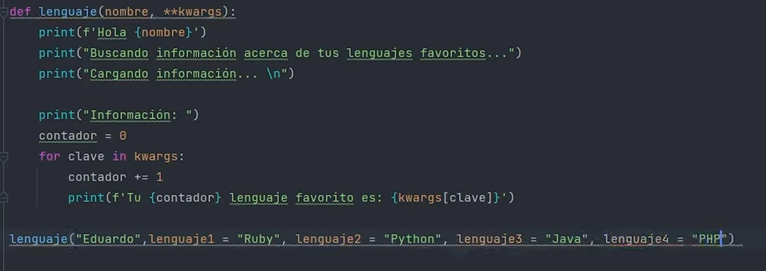 def lenguaje(nombre, **kwargs):
print(f'Hola {nombre}')
print("Buscando información acerca de tus lenguajes favoritos...")
print("Cargando información... \n")
print("Información: ")
contador = 0
for clave in kwargs:
contador += 1
print(f'Tu {contador} lenguaje favorito es: {kwargs[clave]}')
lenguaje("Eduardo",lenguaje1 = "Ruby", lenguaje2 = "Python", lenguaje3 = "Java", lenguaje4 = "PHP")